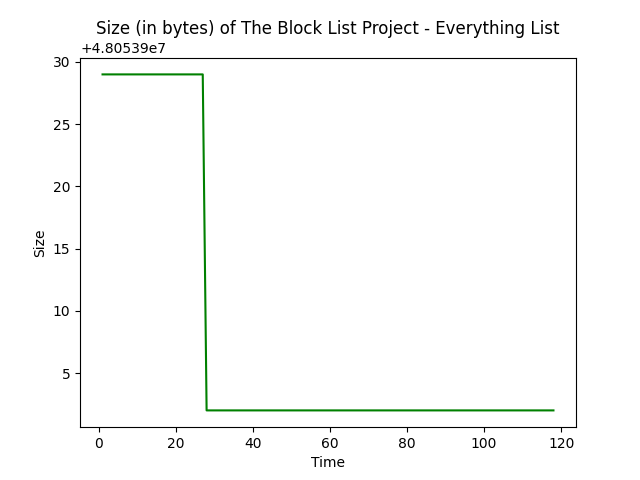 Size (in bytes) of The Block List Project - Everything List
+4.80539e7
30
25
20
15
10
5
Size
0 20 40 60 80 100 120
Time